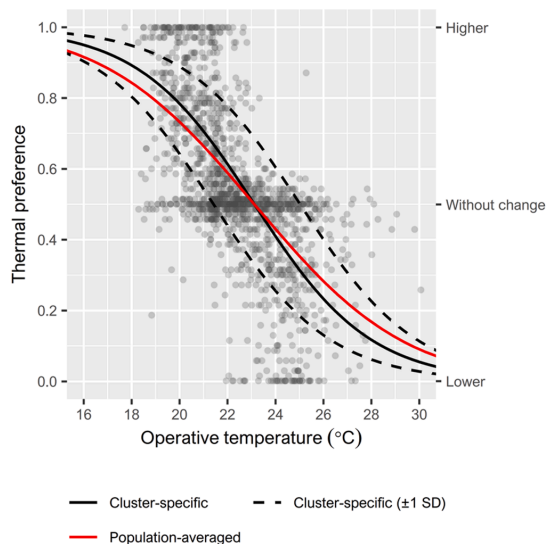 Thermal preference
1.0
0.8
0.6
0.4
0.2
0.0
Higher
Without change
Lower
16 18 20 22 24 26 28 30
Operative temperature (°C)
Cluster-specific
Cluster-specific (±1 SD)
Population-averaged